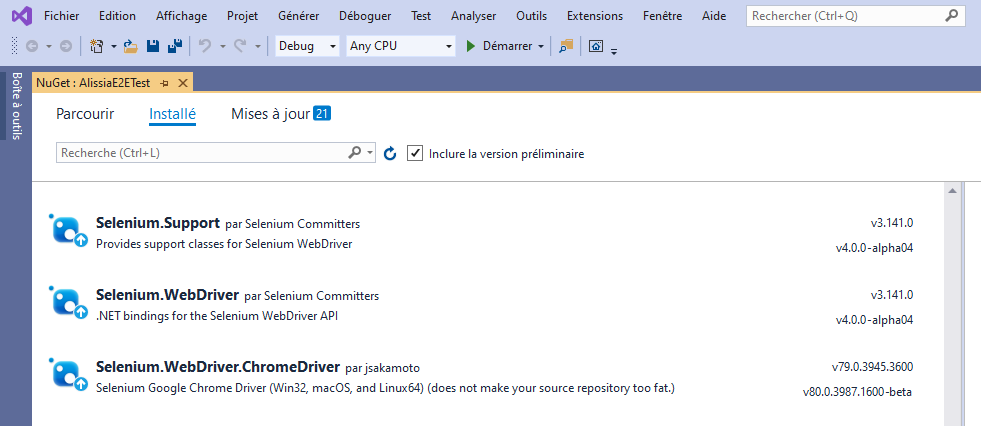 Fichier Edition Affichage Projet Générer Déboguer Test Analyser Outils Extensions Fenêtre Aide Rechercher (Ctrl+Q)
Debug Any CPU Démarrer
Boîte à outils
NuGet : AlissiaE2ETest
Parcourir Installé Mises à jour 21
Recherche (Ctrl+L) Inclure la version préliminaire
Selenium.Support par Selenium Committers v3.141.0
Provides support classes for Selenium WebDriver v4.0.0-alpha04
Selenium.WebDriver par Selenium Committers v3.141.0
.NET bindings for the Selenium WebDriver API v4.0.0-alpha04
Selenium.WebDriver.ChromeDriver par jsakamoto v79.0.3945.3600
Selenium Google Chrome Driver (Win32, macOS, and Linux64) (does not make your source repository too fat.) v80.0.3987.1600-beta